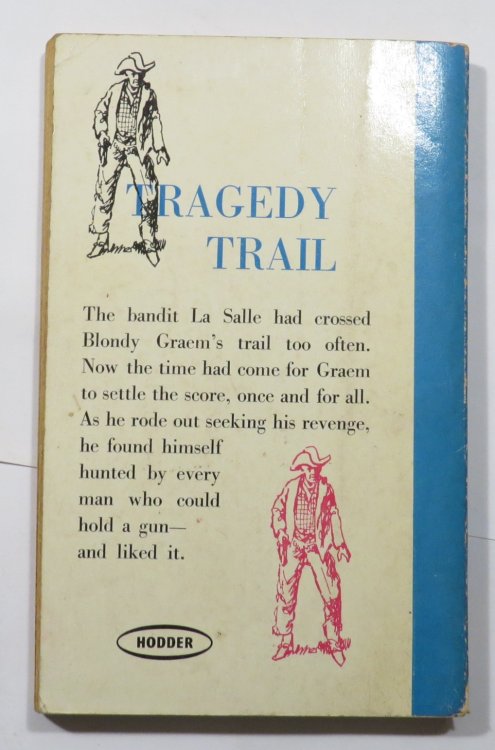 TRAGEDY
TRAIL
The bandit La Salle had crossed
Blondy Graem's trail too often.
Now the time had come for Graem
to settle the score, once and for all.
As he rode out seeking his revenge,
he found himself
hunted by every
man who could
hold a gun—
and liked it.
HODDER